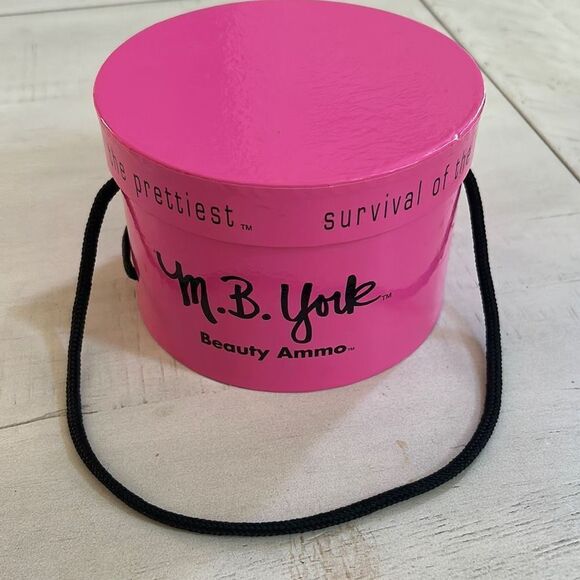 the prettiest™ survival of the
M.B. York™
Beauty Ammo™